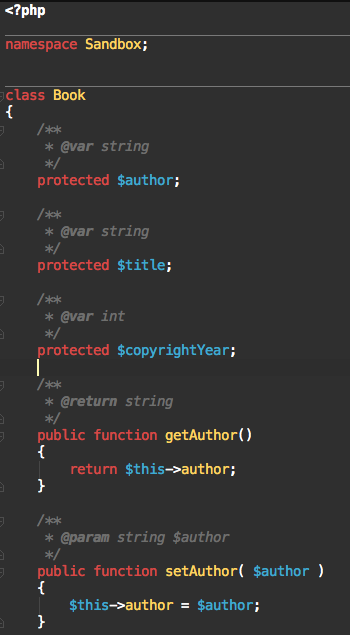 <?php
namespace Sandbox;
class Book
{
/**
* @var string
*/
protected $author;
/**
* @var string
*/
protected $title;
/**
* @var int
*/
protected $copyrightYear;
/**
* @return string
*/
public function getAuthor()
{
return $this->author;
}
/**
* @param string $author
*/
public function setAuthor( $author )
{
$this->author = $author;
}